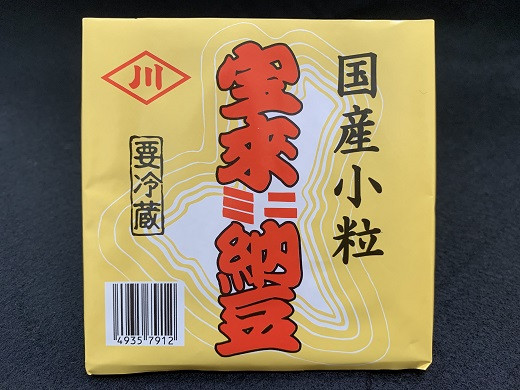 国産小粒
宝来
ミニ
納豆
川
要冷蔵
4935 7912